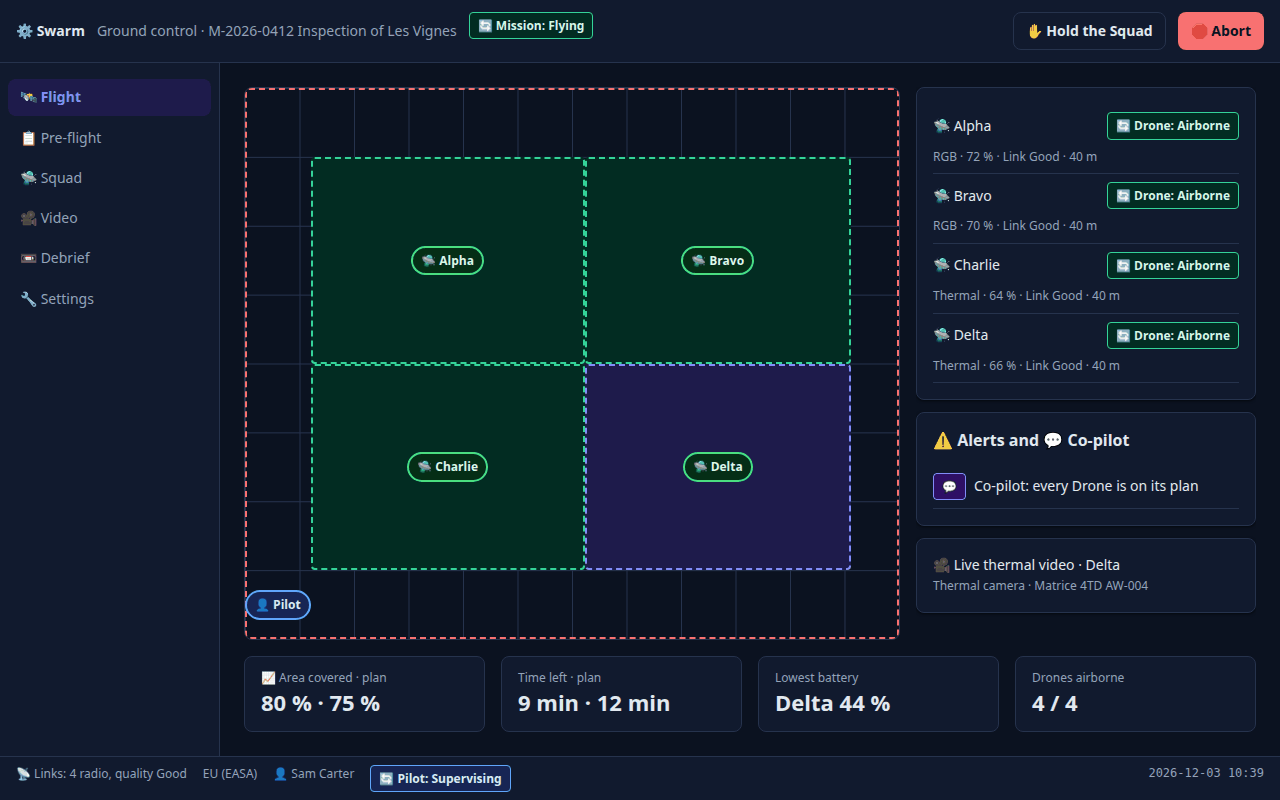 Swarm
Ground control · M-2026-0412 Inspection of Les Vignes
Mission: Flying
Hold the Squad
Abort
Flight
Pre-flight
Squad
Video
Debrief
Settings
Alpha
Bravo
Charlie
Delta
Pilot
Alpha
Drone: Airborne
RGB · 72 % · Link Good · 40 m
Bravo
Drone: Airborne
RGB · 70 % · Link Good · 40 m
Charlie
Drone: Airborne
Thermal · 64 % · Link Good · 40 m
Delta
Drone: Airborne
Thermal · 66 % · Link Good · 40 m
Alerts and Co-pilot
Co-pilot: every Drone is on its plan
Live thermal video · Delta
Thermal camera · Matrice 4TD AW-004
Area covered · plan
80 % · 75 %
Time left · plan
9 min · 12 min
Lowest battery
Delta 44 %
Drones airborne
4 / 4
Links: 4 radio, quality Good
EU (EASA)
Sam Carter
Pilot: Supervising
2026-12-03 10:39